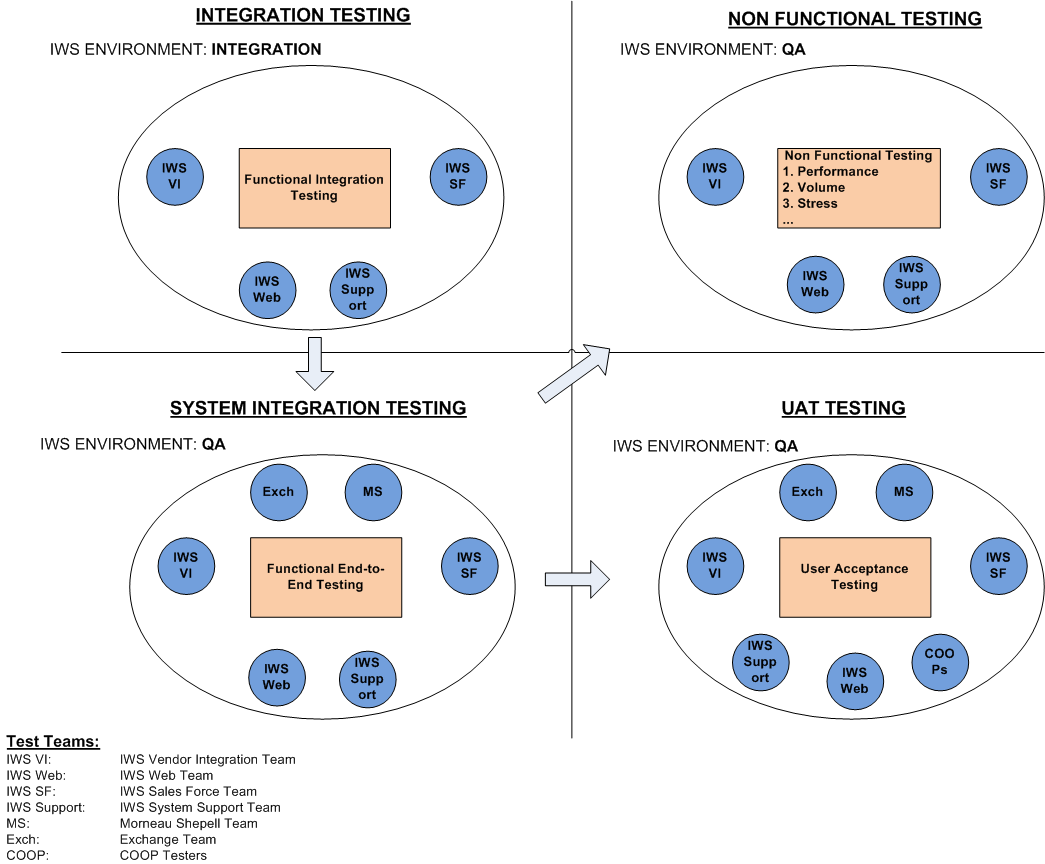 INTEGRATION TESTING
IWS ENVIRONMENT: INTEGRATION
IWS
VI
Functional Integration
Testing
IWS
SF
IWS
Web
IWS
Supp
ort
NON FUNCTIONAL TESTING
IWS ENVIRONMENT: QA
IWS
VI
Non Functional Testing
1. Performance
2. Volume
3. Stress
...
IWS
SF
IWS
Web
IWS
Supp
ort
SYSTEM INTEGRATION TESTING
IWS ENVIRONMENT: QA
Exch
MS
IWS
VI
Functional End-to-
End Testing
IWS
SF
IWS
Web
IWS
Supp
ort
UAT TESTING
IWS ENVIRONMENT: QA
Exch
MS
IWS
VI
User Acceptance
Testing
IWS
SF
IWS
Supp
ort
IWS
Web
COO
Ps
Test Teams:
IWS VI: IWS Vendor Integration Team
IWS Web: IWS Web Team
IWS SF: IWS Sales Force Team
IWS Support: IWS System Support Team
MS: Morneau Shepell Team
Exch: Exchange Team
COOP: COOP Testers